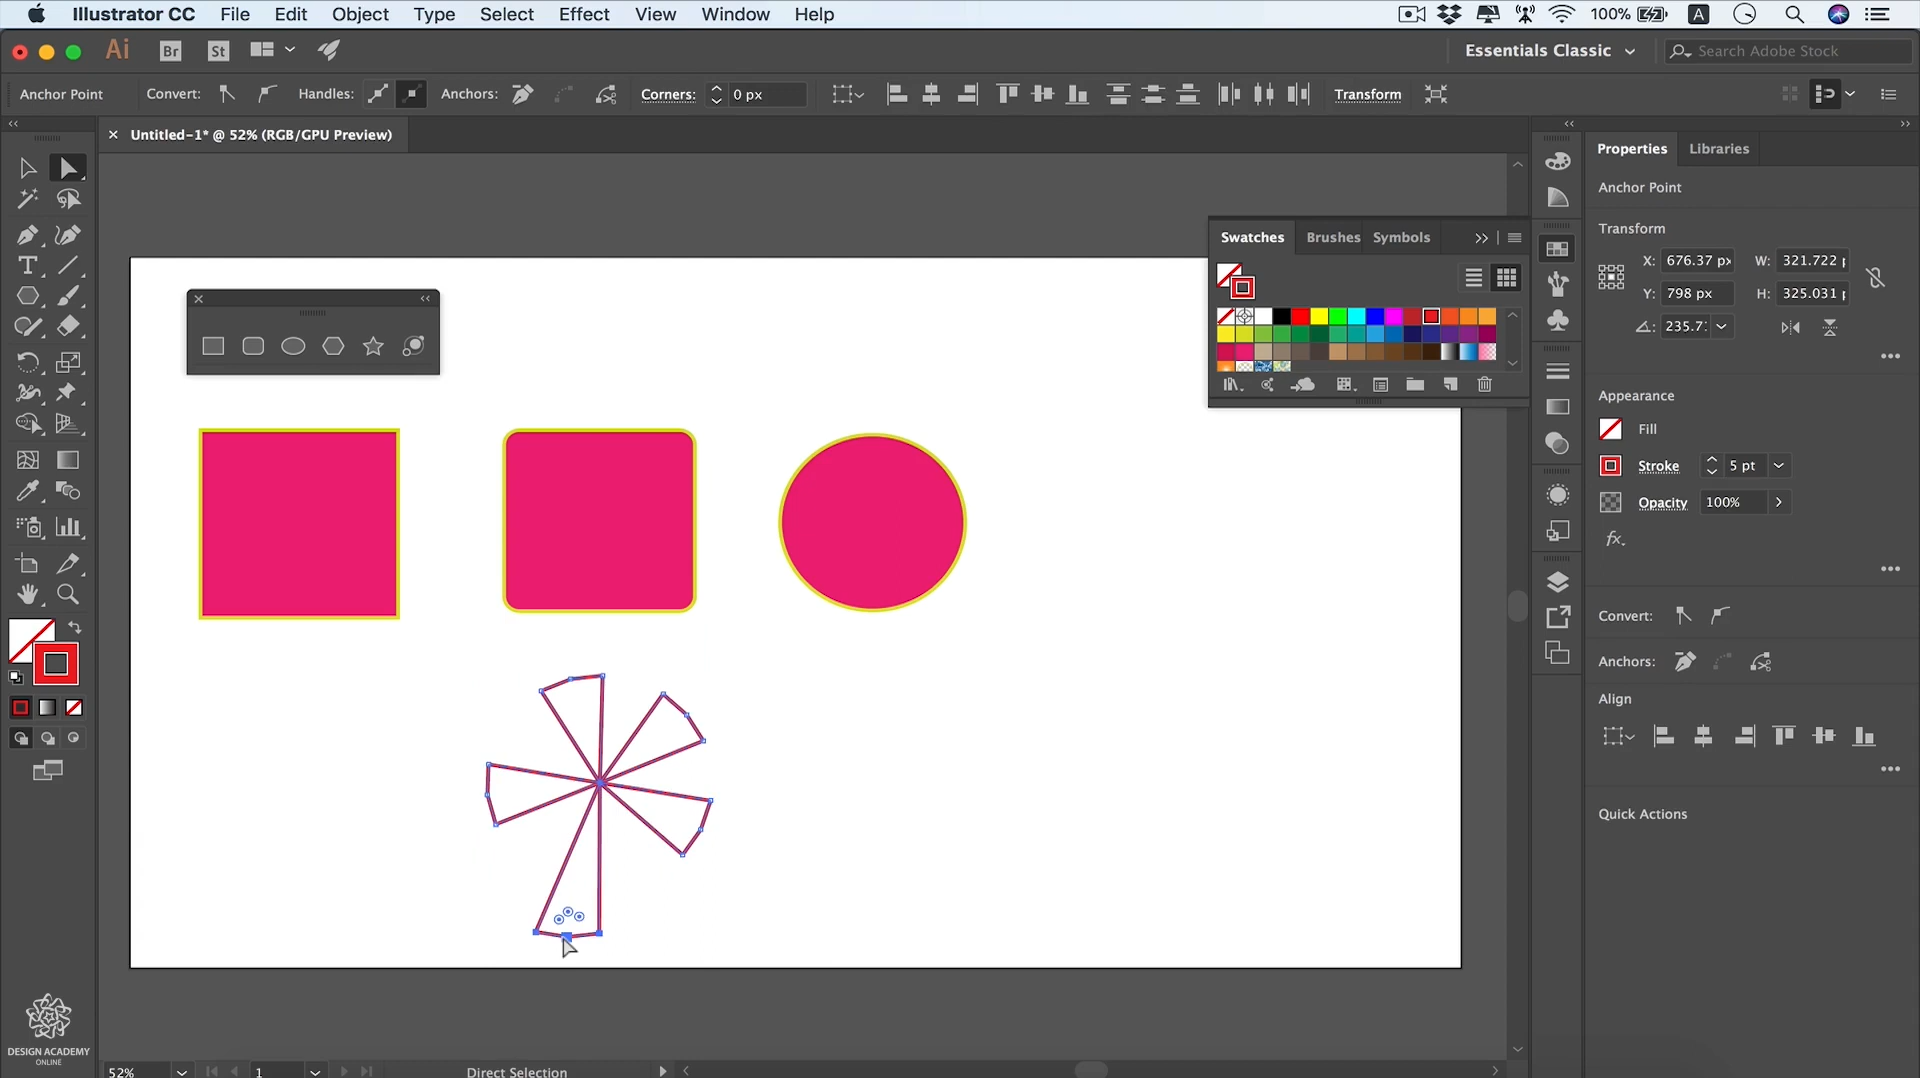 Illustrator CC File Edit Object Type Select Effect View Window Help
100% A
Ai Br St Essentials Classic Search Adobe Stock
Anchor Point Convert: Handles: Anchors: Corners: 0 px Transform
Untitled-1* @ 52% (RGB/GPU Preview)
Properties Libraries
Anchor Point
Transform
X: 676.37 px W: 321.722
Y: 798 px H: 325.031
235.7
Appearance
Fill
Stroke 5 pt
Opacity 100%
fx.
Convert:
Anchors:
Align
Quick Actions
Swatches Brushes Symbols
DESIGN ACADEMY
ONLINE
52% 1 Direct Selection